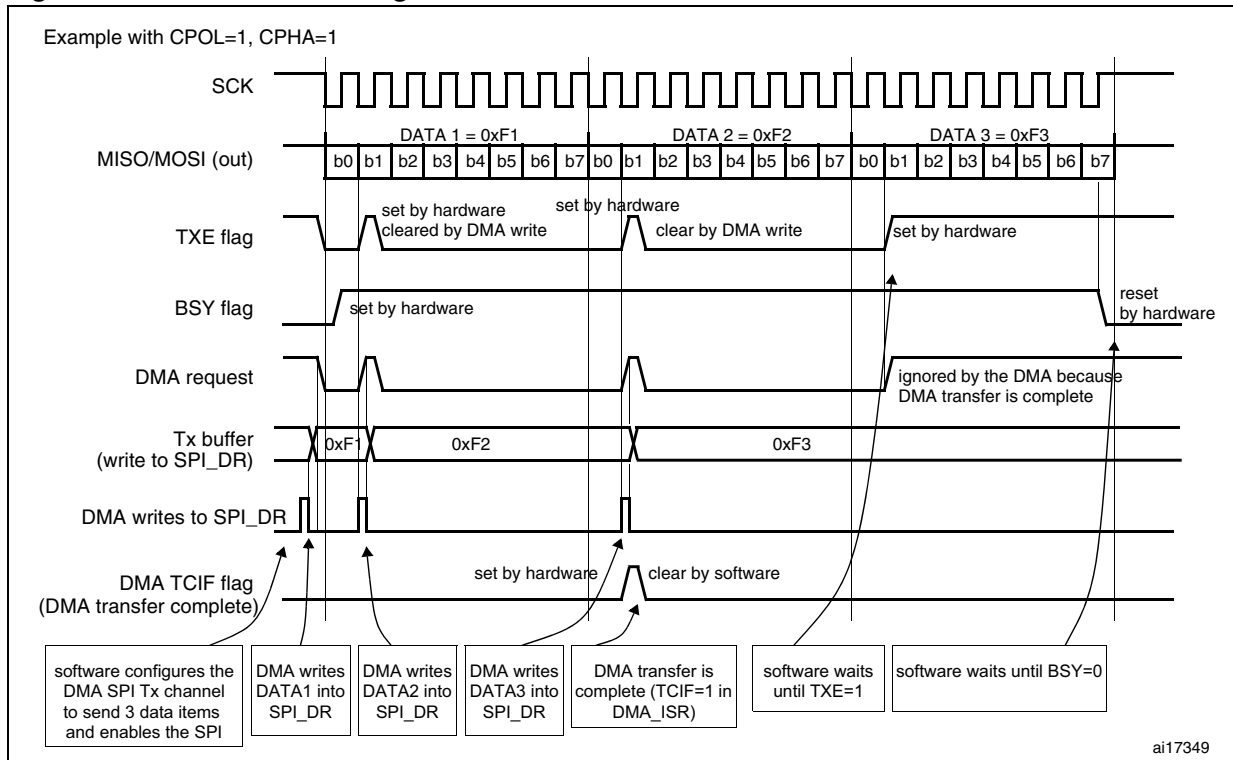 Example with CPOL=1, CPHA=1
SCK
DATA 1 = 0xF1
DATA 2 = 0xF2
DATA 3 = 0xF3
MISO/MOSI (out)
b0 b1 b2 b3 b4 b5 b6 b7 b0 b1 b2 b3 b4 b5 b6 b7 b0 b1 b2 b3 b4 b5 b6 b7
TXE flag
set by hardware
cleared by DMA write
set by hardware
clear by DMA write
set by hardware
BSY flag
set by hardware
reset
by hardware
DMA request
ignored by the DMA because
DMA transfer is complete
Tx buffer
(write to SPI_DR)
0xF1
0xF2
0xF3
DMA writes to SPI_DR
DMA TCIF flag
(DMA transfer complete)
set by hardware
clear by software
software configures the
DMA SPI Tx channel
to send 3 data items
and enables the SPI
DMA writes
DATA1 into
SPI_DR
DMA writes
DATA2 into
SPI_DR
DMA writes
DATA3 into
SPI_DR
DMA transfer is
complete (TCIF=1 in
DMA_ISR)
software waits
until TXE=1
software waits until BSY=0
ai17349